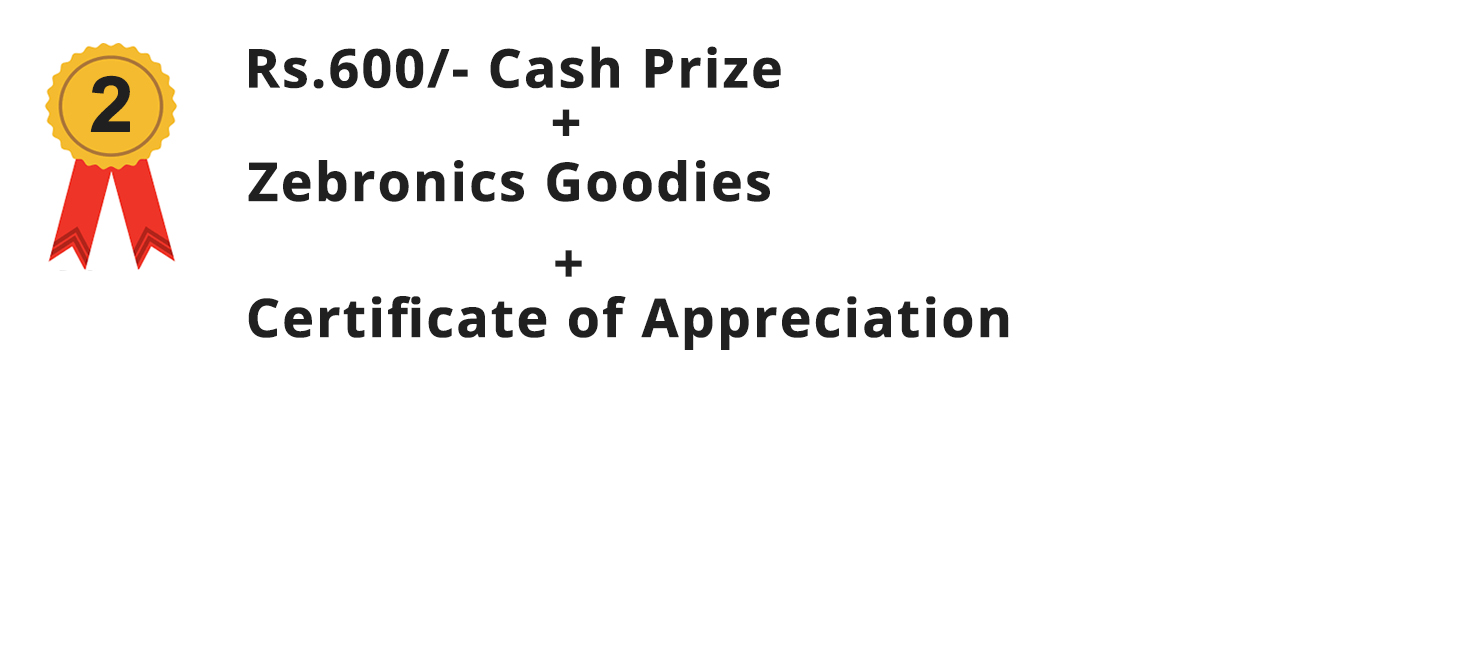 2
Rs.600/- Cash Prize
+
Zebronics Goodies
+
Certificate of Appreciation